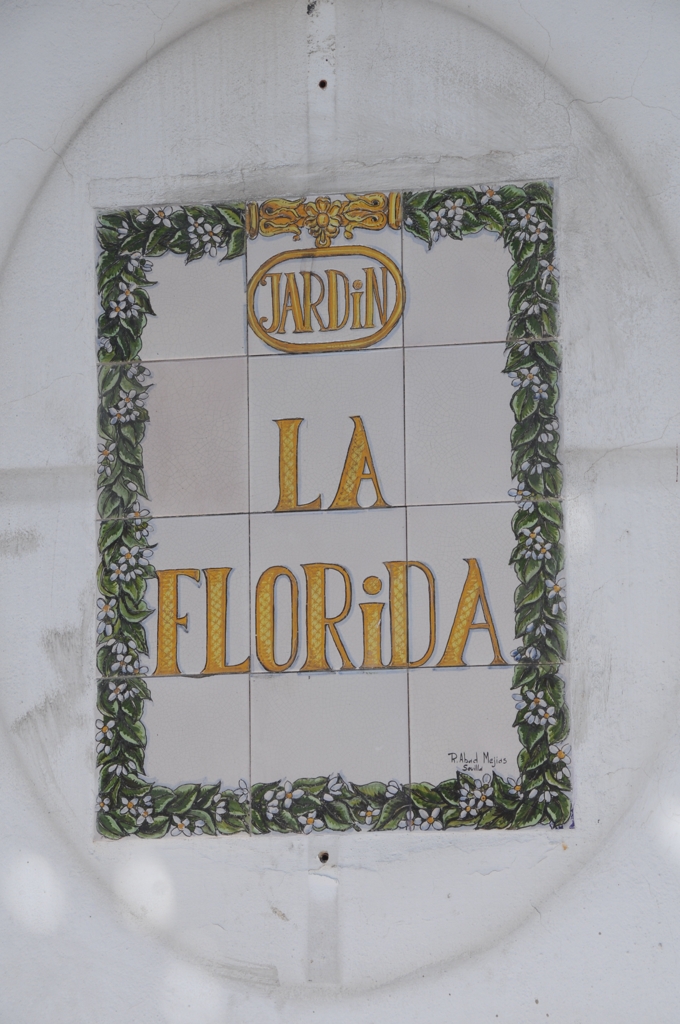 JARDiN
LA
FLORiDA
R. Abad Mejias
Sevilla